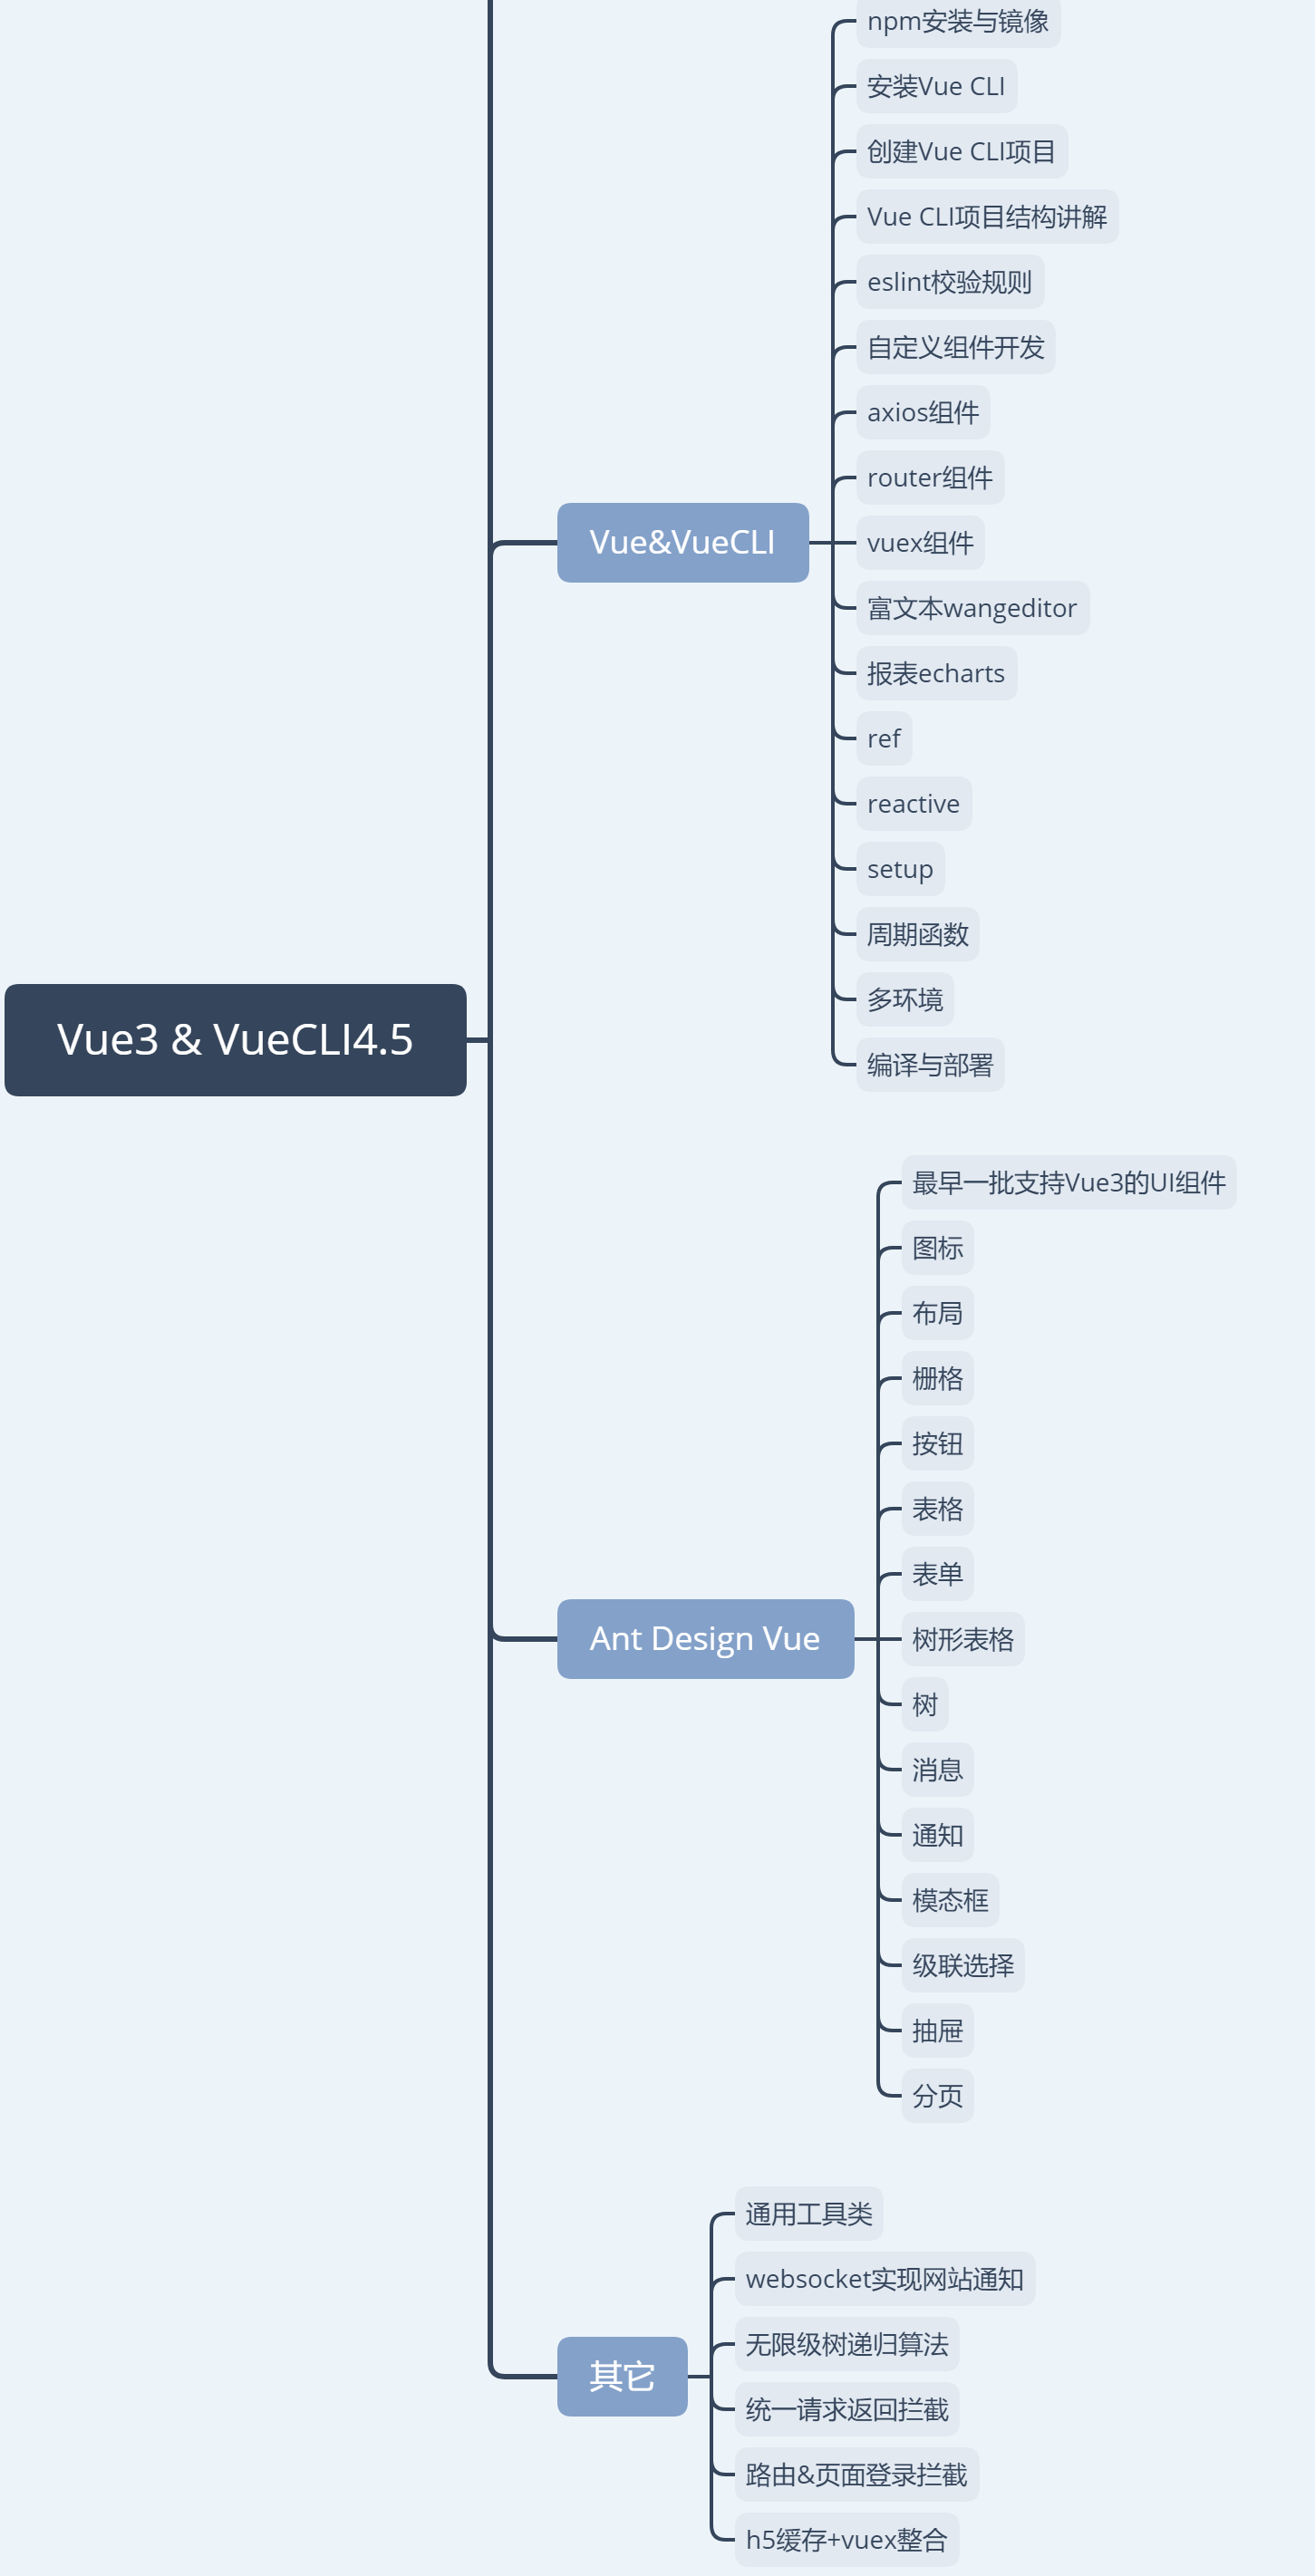 npm安装与镜像
安装Vue CLI
创建Vue CLI项目
Vue CLI项目结构讲解
eslint校验规则
自定义组件开发
axios组件
router组件
Vue&VueCLI
vuex组件
富文本wangeditor
报表echarts
ref
reactive
setup
周期函数
多环境
Vue3 & VueCLI4.5
编译与部署
最早一批支持Vue3的UI组件
图标
布局
栅格
按钮
表格
表单
Ant Design Vue
树形表格
树
消息
通知
模态框
级联选择
抽屉
分页
通用工具类
websocket实现网站通知
无限级树递归算法
其它
统一请求返回拦截
路由&页面登录拦截
h5缓存+vuex整合